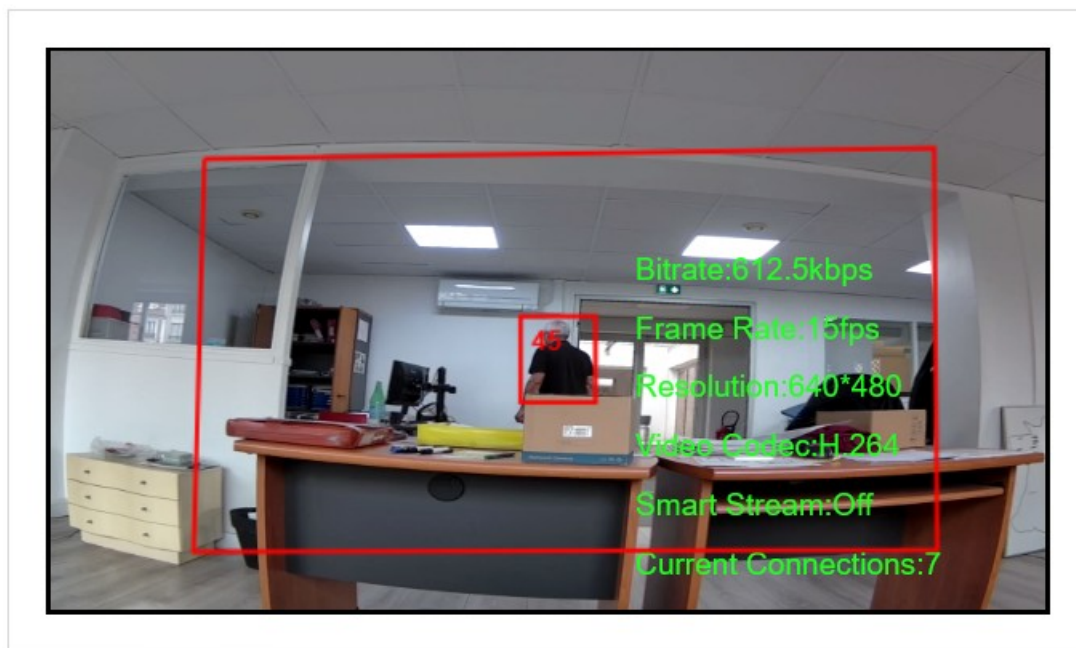 Bitrate:612.5kbps
Frame Rate:15fps
45
Resolution:640*480
Video Codec:H.264
Smart Stream:Off
Current Connections:7